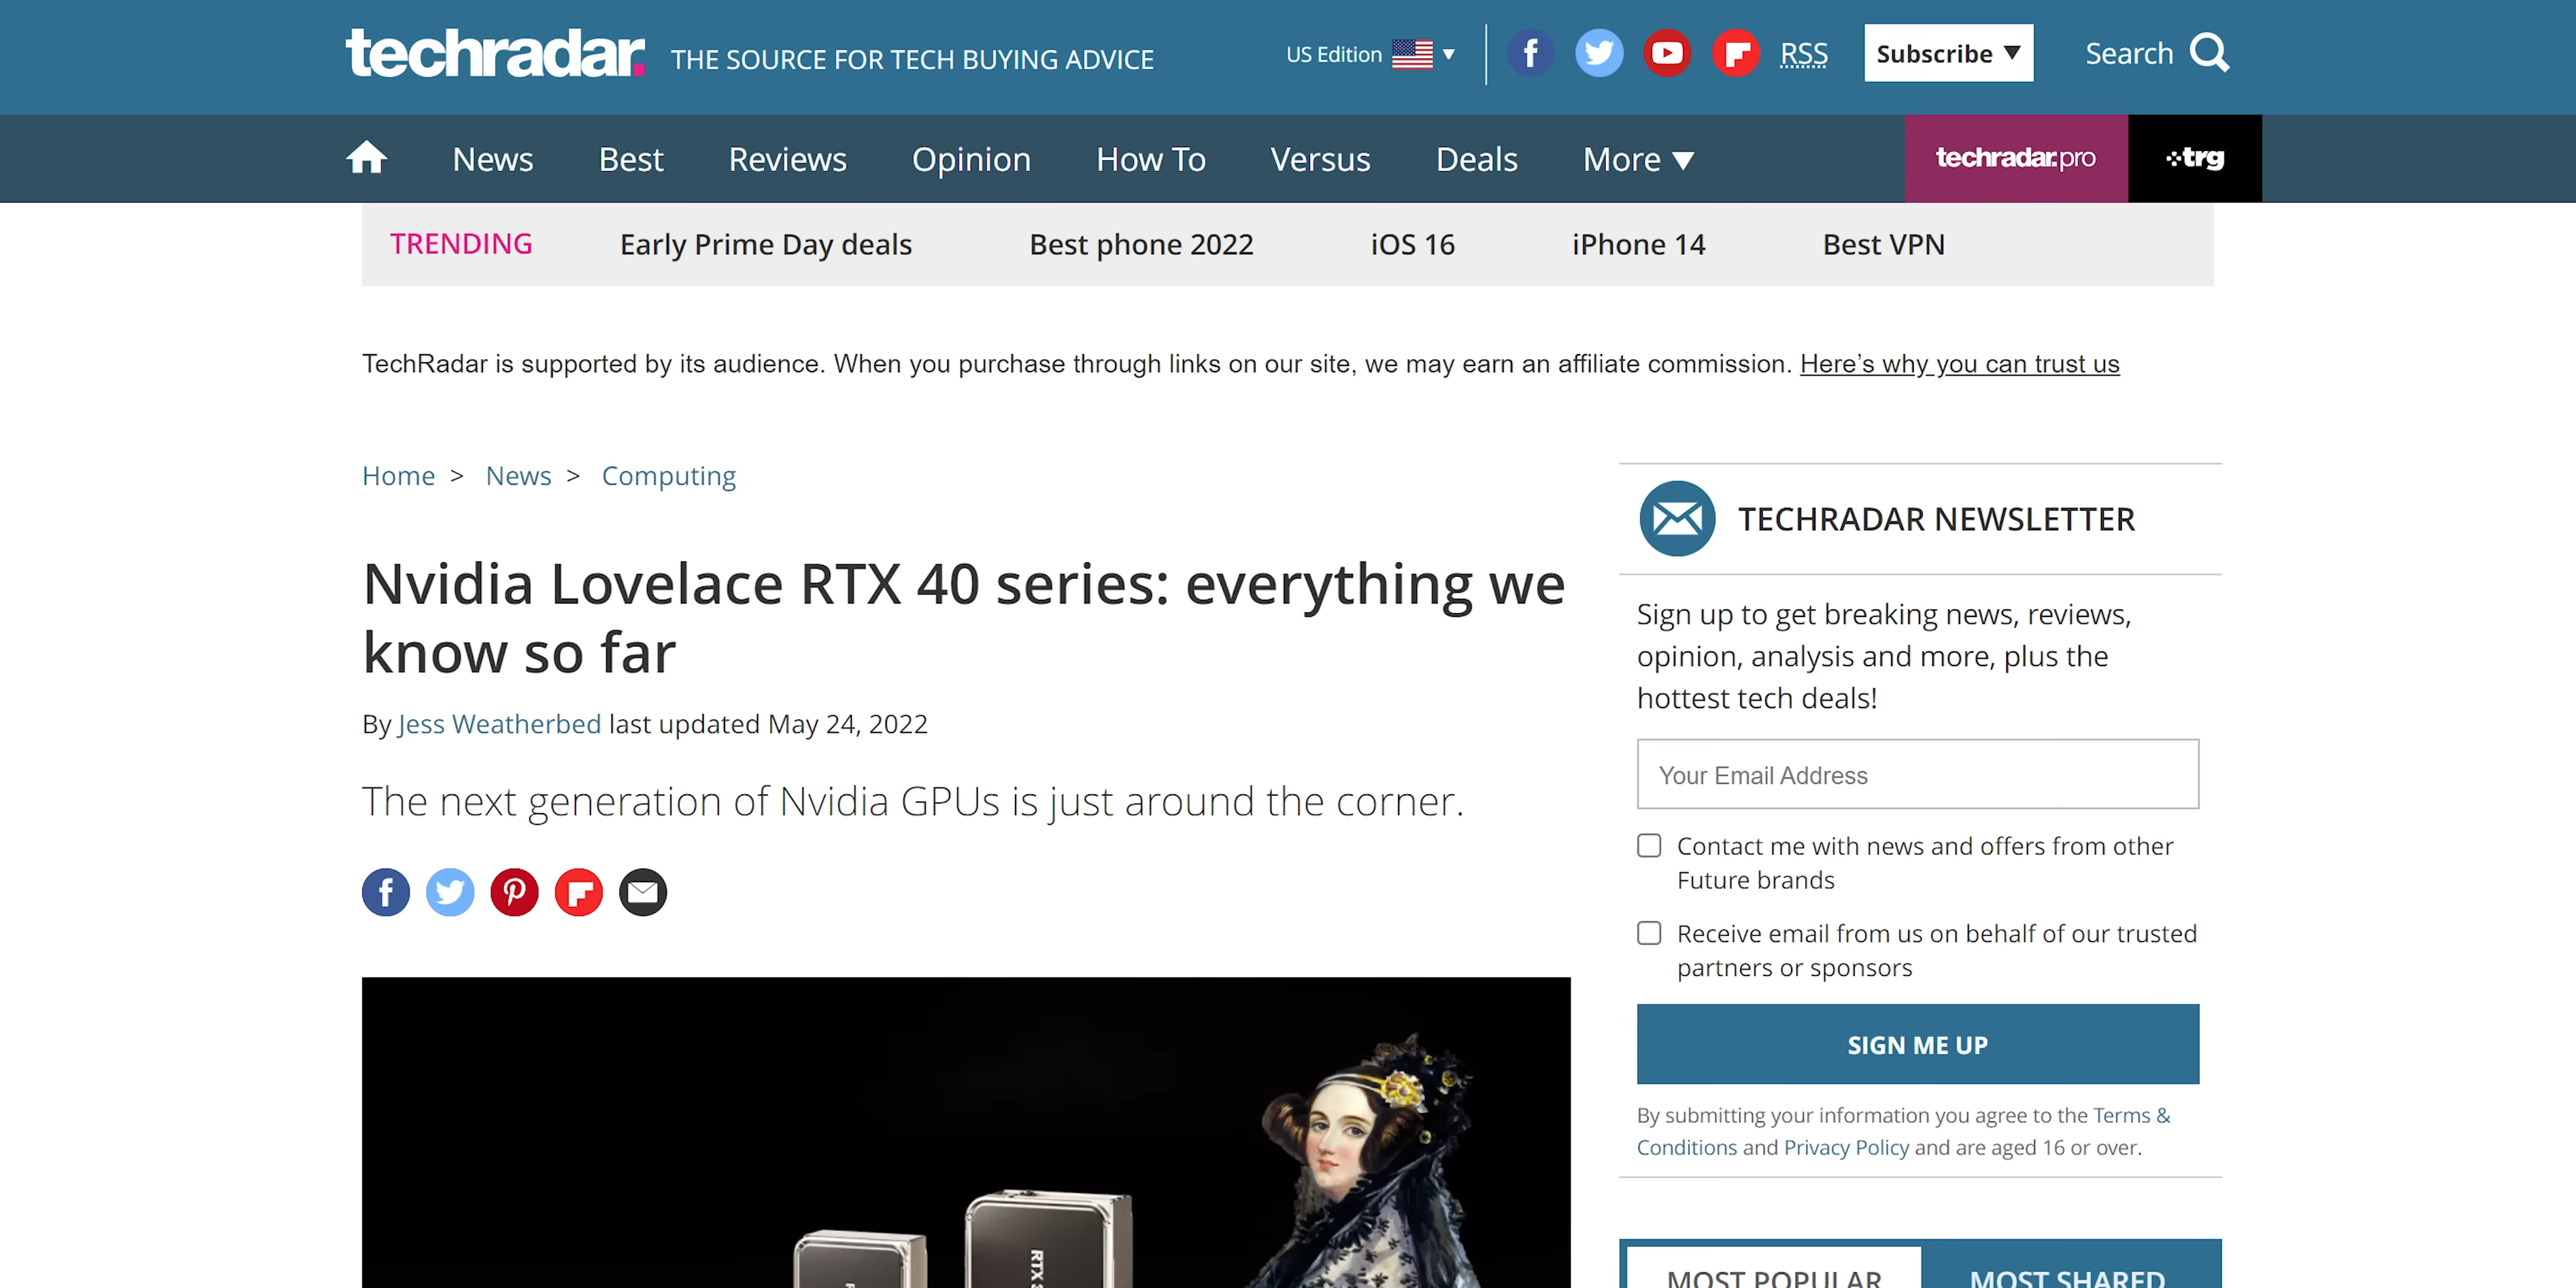 techradar. THE SOURCE FOR TECH BUYING ADVICE US Edition RSS Subscribe Search
News Best Reviews Opinion How To Versus Deals More techradar.pro trg
TRENDING Early Prime Day deals Best phone 2022 iOS 16 iPhone 14 Best VPN
TechRadar is supported by its audience. When you purchase through links on our site, we may earn an affiliate commission. Here’s why you can trust us
Home > News > Computing
Nvidia Lovelace RTX 40 series: everything we
know so far
By Jess Weatherbed last updated May 24, 2022
The next generation of Nvidia GPUs is just around the corner.
RTX
TECHRADAR NEWSLETTER
Sign up to get breaking news, reviews,
opinion, analysis and more, plus the
hottest tech deals!
Your Email Address
Contact me with news and offers from other
Future brands
Receive email from us on behalf of our trusted
partners or sponsors
SIGN ME UP
By submitting your information you agree to the Terms &
Conditions and Privacy Policy and are aged 16 or over.
MOST POPULAR MOST SHARED